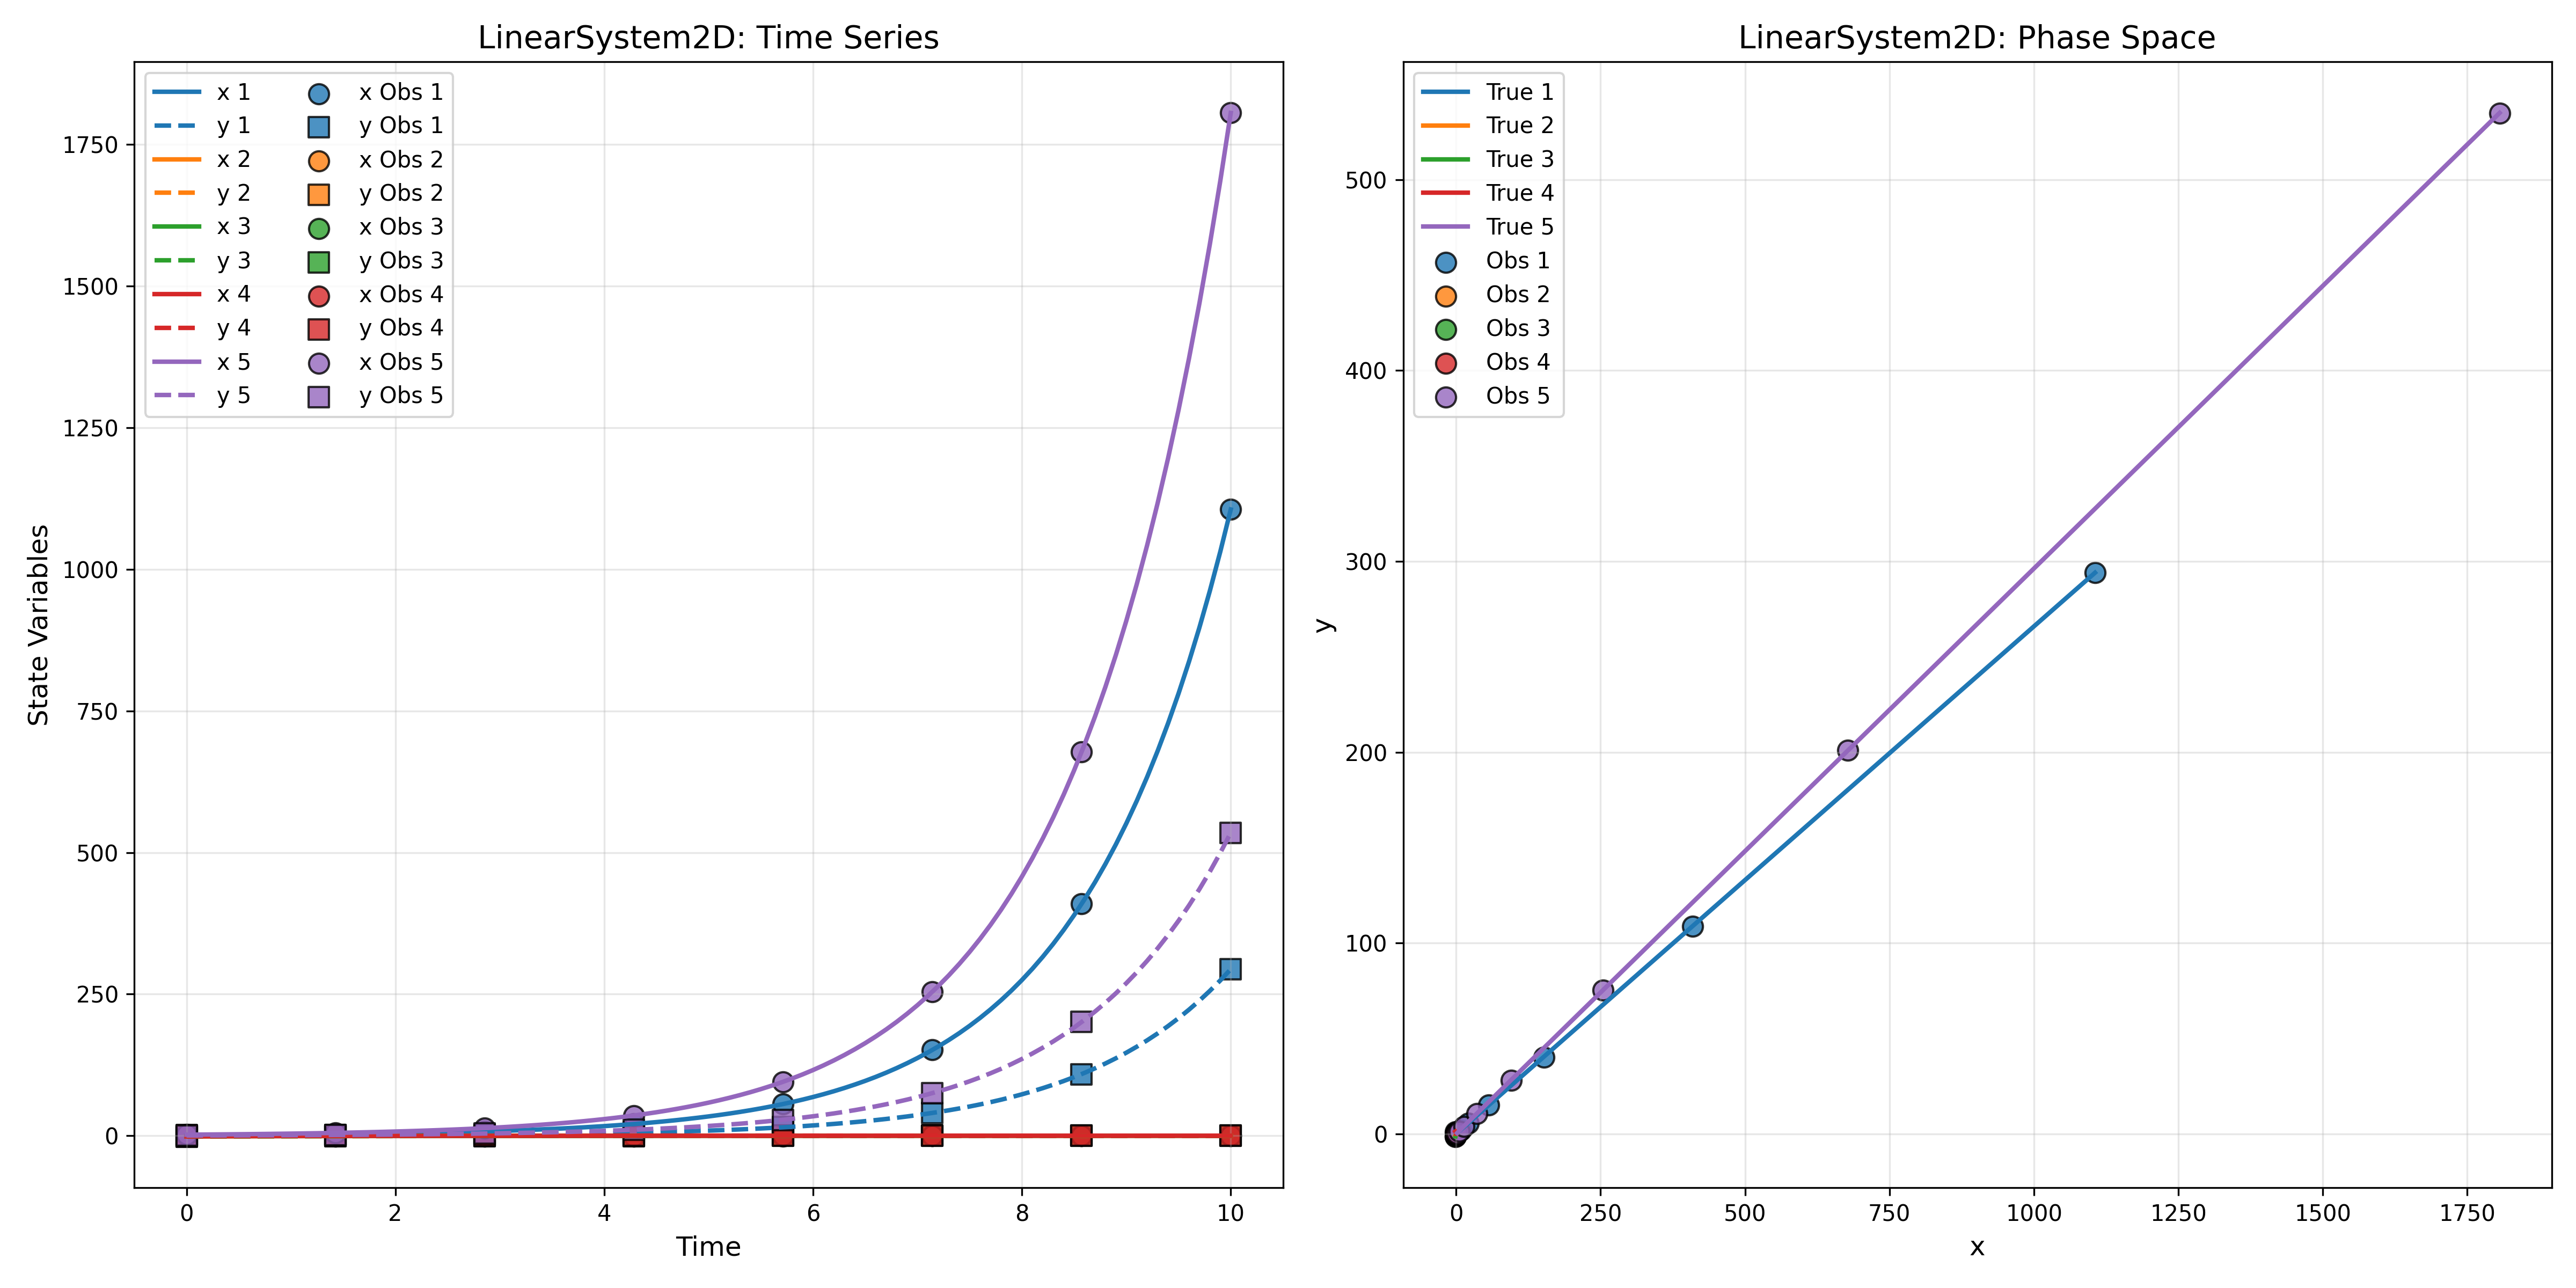 LinearSystem2D: Time Series
x 1
y 1
x 2
y 2
x 3
y 3
x 4
y 4
x 5
y 5
x Obs 1
y Obs 1
x Obs 2
y Obs 2
x Obs 3
y Obs 3
x Obs 4
y Obs 4
x Obs 5
y Obs 5
1750
1500
1250
1000
750
500
250
0
State Variables
0 2 4 6 8 10
Time
LinearSystem2D: Phase Space
True 1
True 2
True 3
True 4
True 5
Obs 1
Obs 2
Obs 3
Obs 4
Obs 5
500
400
300
200
100
0
y
0 250 500 750 1000 1250 1500 1750
x